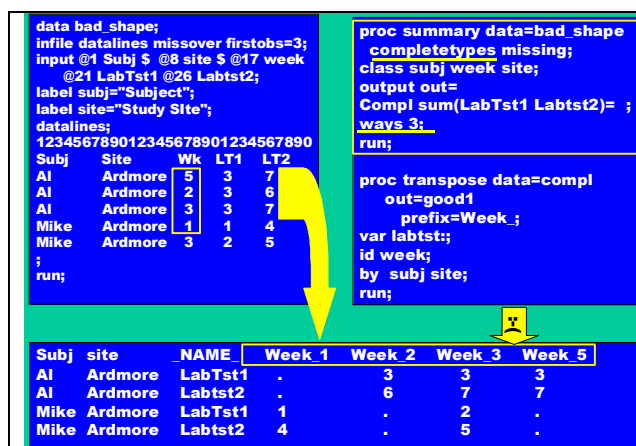 data bad_shape;
infile datalines missover firstobs=3;
input @1 Subj $ @8 site $ @17 week
@21 LabTst1 @26 Labtst2;
label subj="Subject";
label site="Study SIte";
datalines;
123456789012345678901234567890
Subj Site Wk LT1 LT2
Al Ardmore 5 3 7
Al Ardmore 2 3 6
Al Ardmore 3 3 7
Mike Ardmore 1 1 4
Mike Ardmore 3 2 5
;
run;
proc summary data=bad_shape
completetypes missing;
class subj week site;
output out=
Compl sum(LabTst1 Labtst2)= ;
ways 3;
run;
proc transpose data=compl
out=good1
prefix=Week_;
var labtst:;
id week;
by subj site;
run;
Subj site _NAME_ Week_1 Week_2 Week_3 Week_5
Al Ardmore LabTst1 . 3 3 3
Al Ardmore Labtst2 . 6 7 7
Mike Ardmore LabTst1 1 . 2 .
Mike Ardmore Labtst2 4 . 5 .